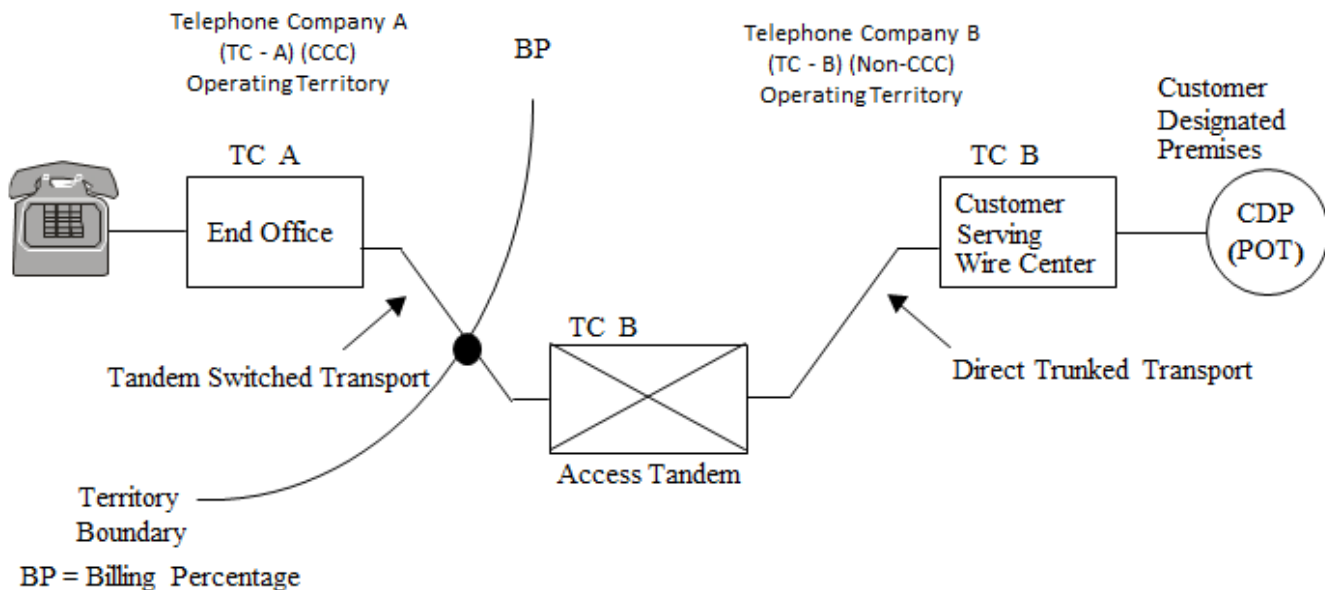 Telephone Company A
(TC - A) (CCC)
Operating Territory
BP
Telephone Company B
(TC - B) (Non-CCC)
Operating Territory
Customer
Designated
Premises
TC A
End Office
TC B
Customer
Serving
Wire Center
CDP
(POT)
TC B
Tandem Switched Transport
Direct Trunked Transport
Access Tandem
Territory
Boundary
BP = Billing Percentage